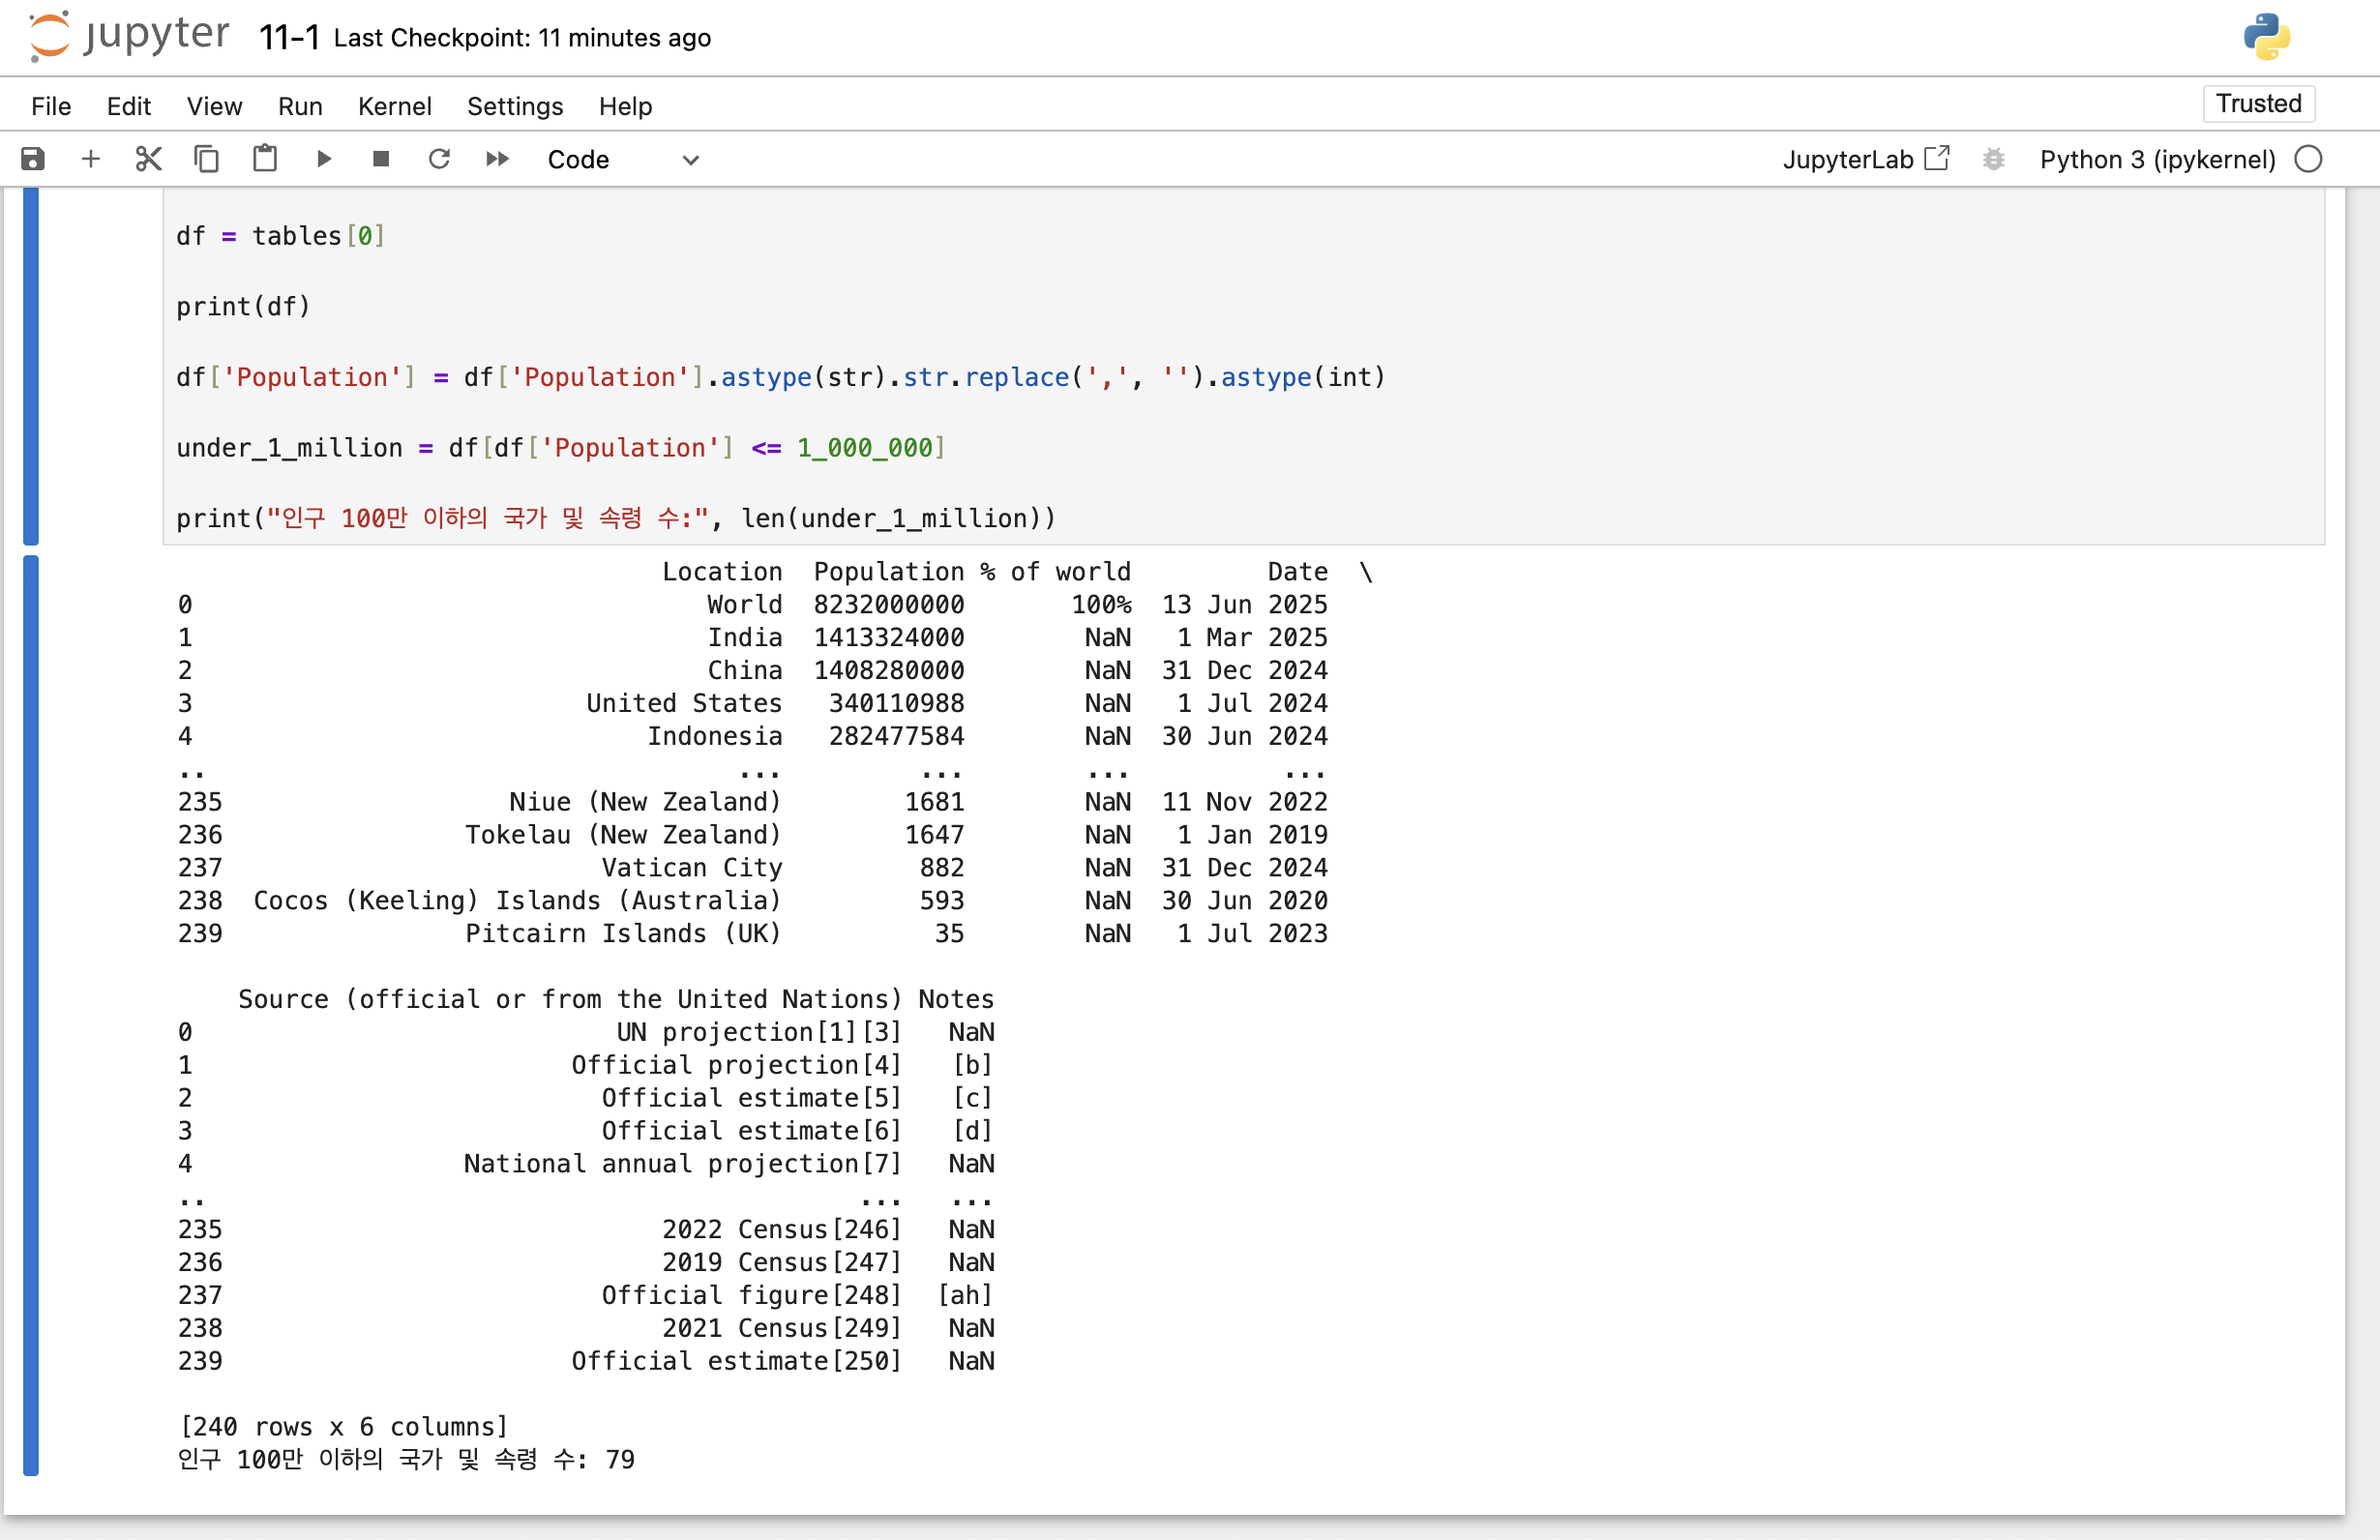 jupyter 11-1 Last Checkpoint: 11 minutes ago
File Edit View Run Kernel Settings Help Trusted
Code JupyterLab Python 3 (ipykernel)
df = tables[0]
print(df)
df['Population'] = df['Population'].astype(str).str.replace(',', '').astype(int)
under_1_million = df[df['Population'] <= 1_000_000]
print("인구 100만 이하의 국가 및 속령 수:", len(under_1_million))
Location Population % of world Date \
0 World 8232000000 100% 13 Jun 2025
1 India 1413324000 NaN 1 Mar 2025
2 China 1408280000 NaN 31 Dec 2024
3 United States 340110988 NaN 1 Jul 2024
4 Indonesia 282477584 NaN 30 Jun 2024
.. ... ... ... ...
235 Niue (New Zealand) 1681 NaN 11 Nov 2022
236 Tokelau (New Zealand) 1647 NaN 1 Jan 2019
237 Vatican City 882 NaN 31 Dec 2024
238 Cocos (Keeling) Islands (Australia) 593 NaN 30 Jun 2020
239 Pitcairn Islands (UK) 35 NaN 1 Jul 2023
Source (official or from the United Nations) Notes
0 UN projection[1][3] NaN
1 Official projection[4] [b]
2 Official estimate[5] [c]
3 Official estimate[6] [d]
4 National annual projection[7] NaN
.. ... ...
235 2022 Census[246] NaN
236 2019 Census[247] NaN
237 Official figure[248] [ah]
238 2021 Census[249] NaN
239 Official estimate[250] NaN
[240 rows x 6 columns]
인구 100만 이하의 국가 및 속령 수: 79